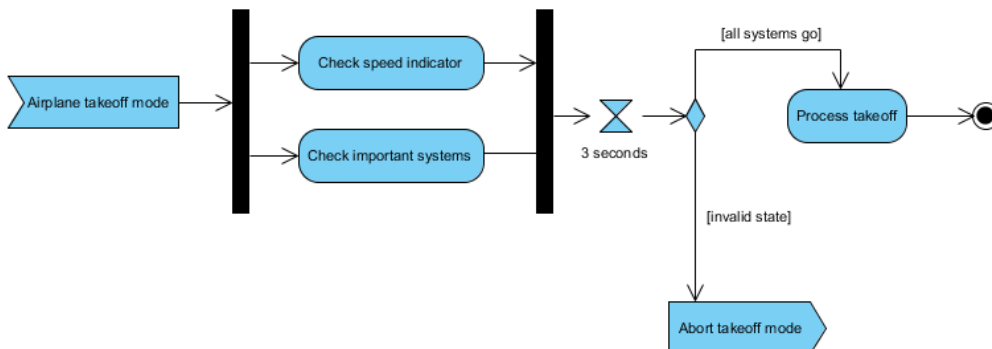 [all systems go]
Check speed indicator
Airplane takeoff mode
Process takeoff
3 seconds
Check important systems
[invalid state]
Abort takeoff mode